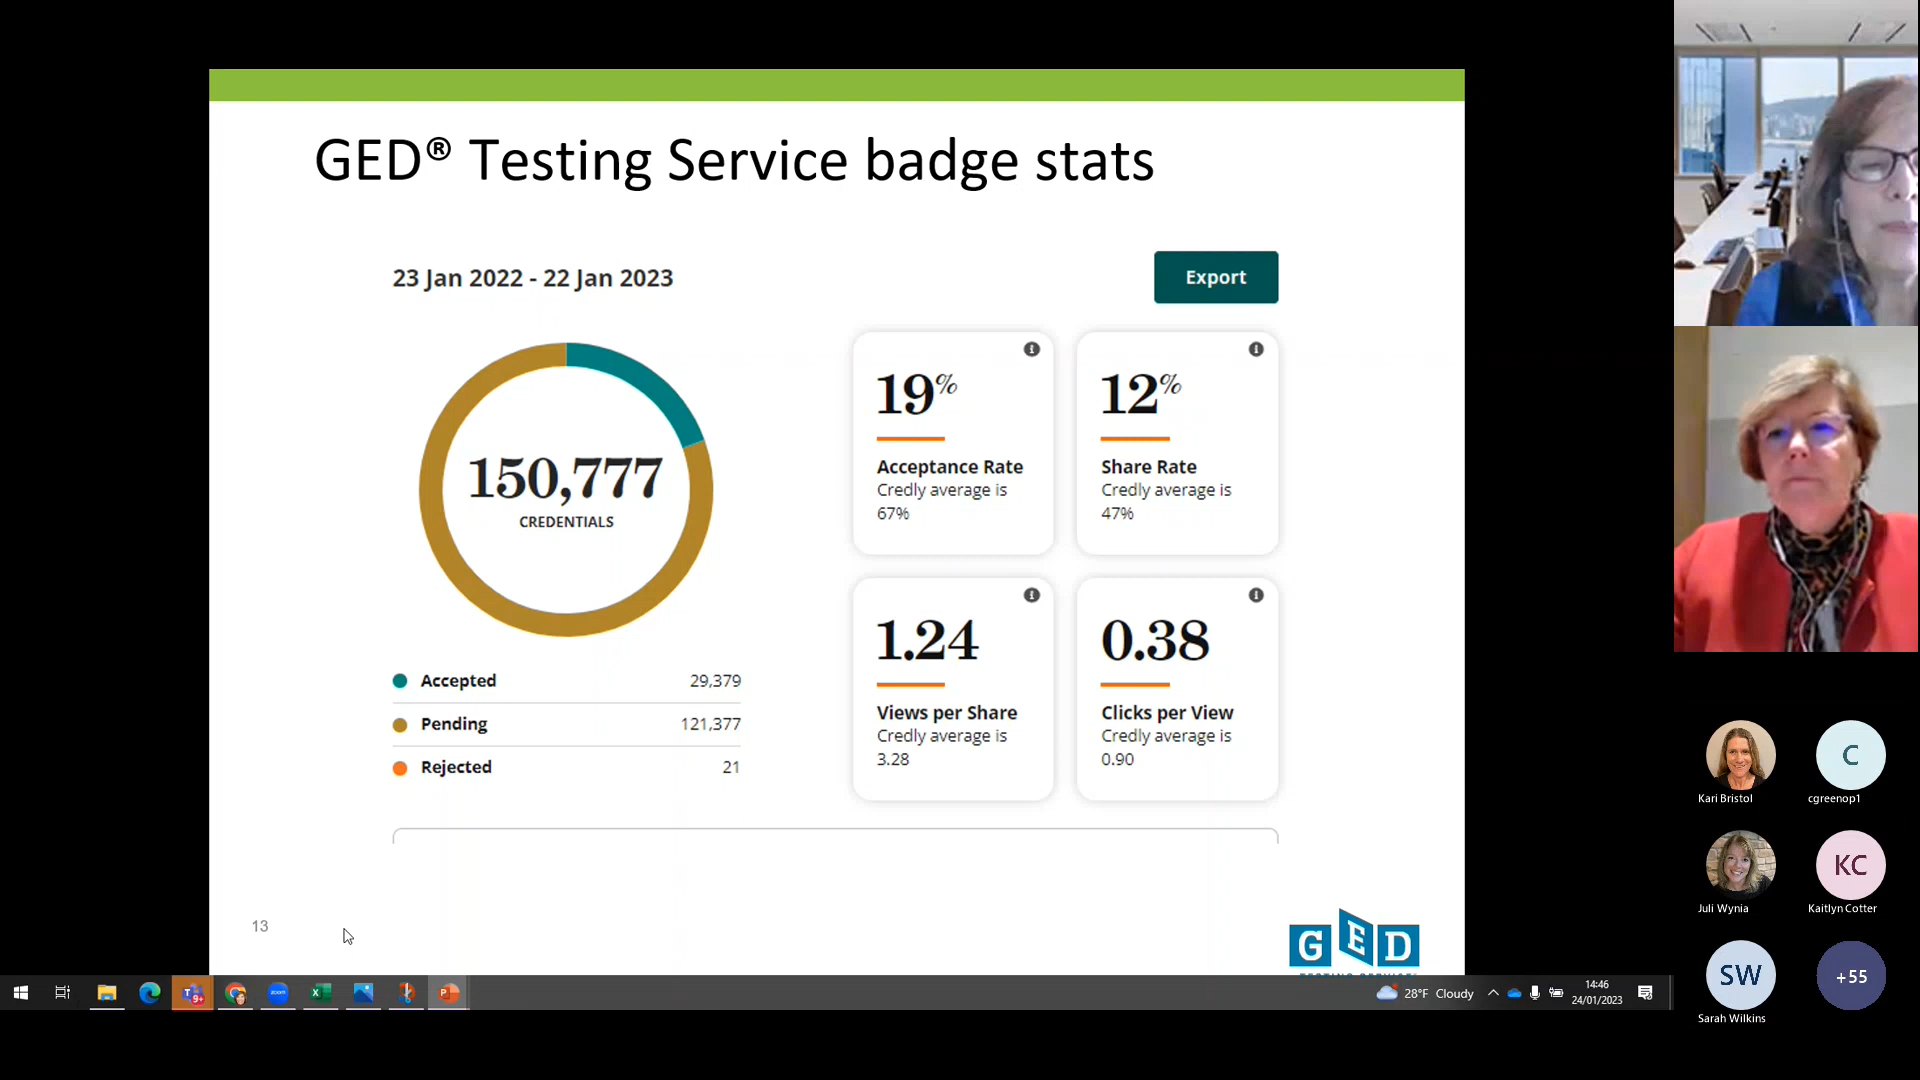 GED® Testing Service badge stats
23 Jan 2022 - 22 Jan 2023
Export
150,777
CREDENTIALS
Accepted 29,379
Pending 121,377
Rejected 21
19%
Acceptance Rate
Credly average is
67%
12%
Share Rate
Credly average is
47%
1.24
Views per Share
Credly average is
3.28
0.38
Clicks per View
Credly average is
0.90
13
GED
Kari Bristol
C
cgreenop1
Juli Wynia
KC
Kaitlyn Cotter
SW
Sarah Wilkins
+55
28°F Cloudy
14:46
24/01/2023